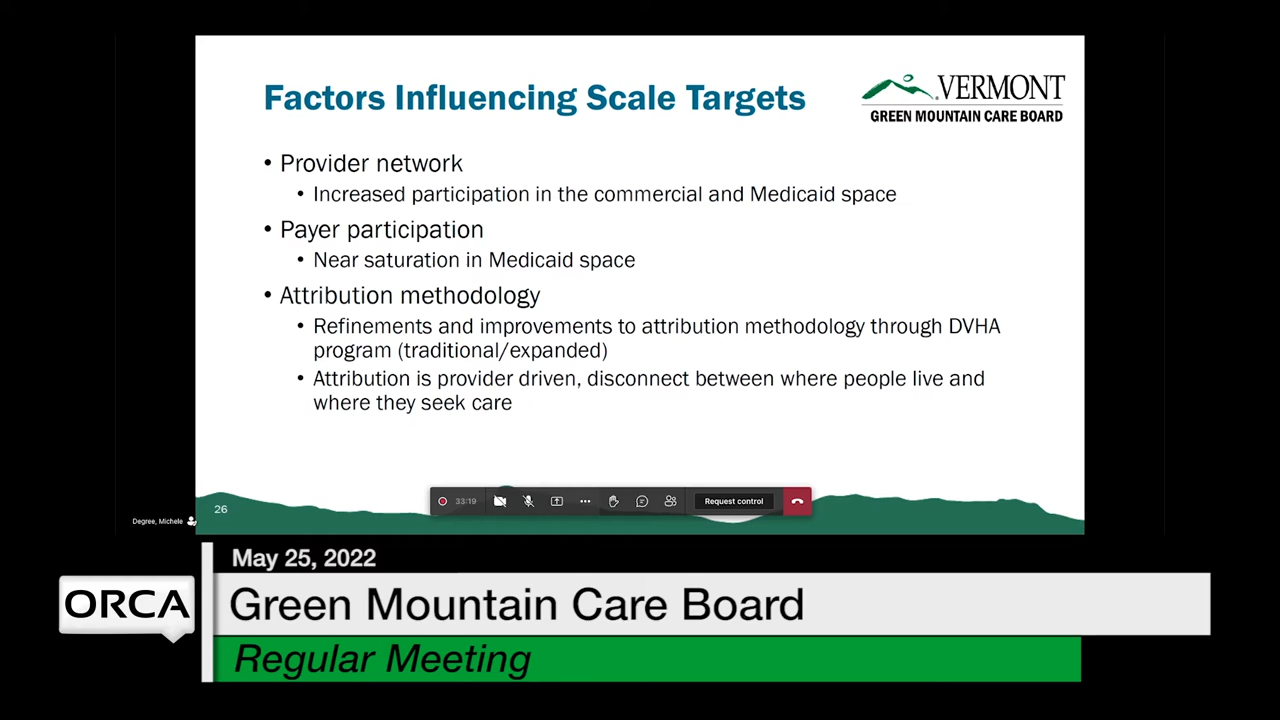 Factors Influencing Scale Targets
VERMONT
GREEN MOUNTAIN CARE BOARD
• Provider network
• Increased participation in the commercial and Medicaid space
• Payer participation
• Near saturation in Medicaid space
• Attribution methodology
• Refinements and improvements to attribution methodology through DVHA
program (traditional/expanded)
• Attribution is provider driven, disconnect between where people live and
where they seek care
26
33:19
Request control
Degree, Michele
May 25, 2022
ORCA
Green Mountain Care Board
Regular Meeting